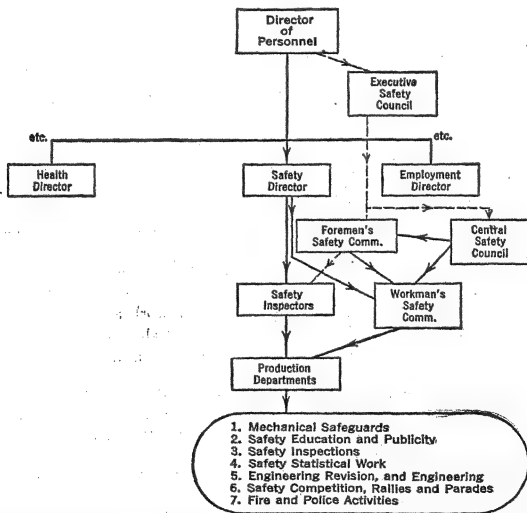 Director
of
Personnel
Executive
Safety
Council
etc.
etc.
Health
Director
Safety
Director
Employment
Director
Foremen's
Safety Comm.
Central
Safety
Council
Safety
Inspectors
Workman's
Safety
Comm.
Production
Departments
1. Mechanical Safeguards
2. Safety Education and Publicity
3. Safety Inspections
4. Safety Statistical Work
5. Engineering Revision, and Engineering
6. Safety Competition, Rallies and Parades
7. Fire and Police Activities